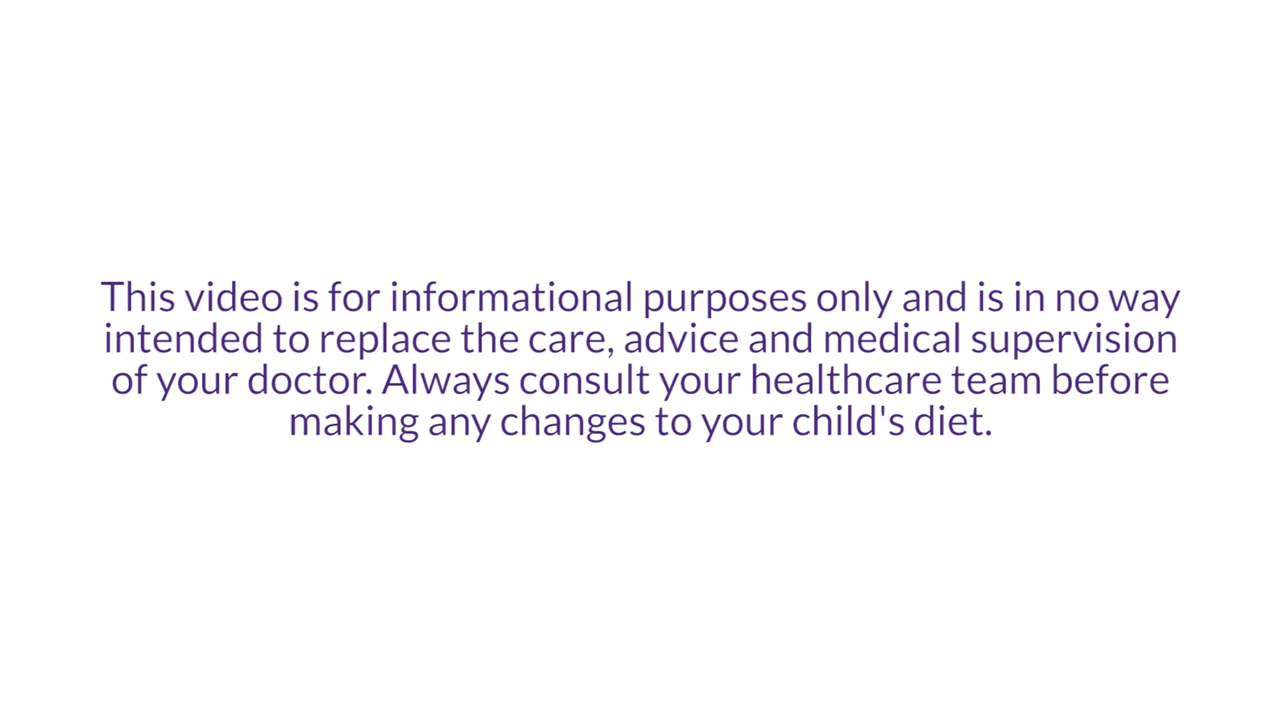 This video is for informational purposes only and is in no way
intended to replace the care, advice and medical supervision
of your doctor. Always consult your healthcare team before
making any changes to your child's diet.